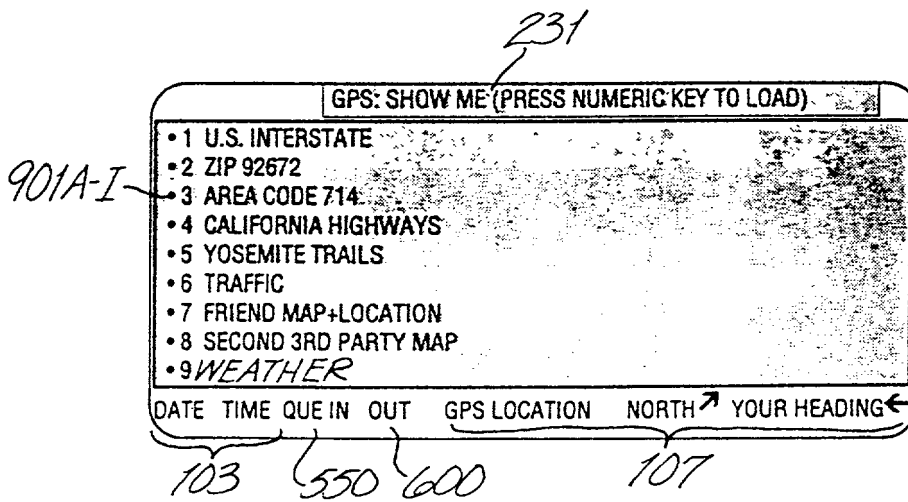 231
GPS: SHOW ME (PRESS NUMERIC KEY TO LOAD)
• 1 U.S. INTERSTATE
• 2 ZIP 92672
901A-I • 3 AREA CODE 714
• 4 CALIFORNIA HIGHWAYS
• 5 YOSEMITE TRAILS
• 6 TRAFFIC
• 7 FRIEND MAP+LOCATION
• 8 SECOND 3RD PARTY MAP
• 9 WEATHER
DATE TIME QUE IN OUT GPS LOCATION NORTH↗ YOUR HEADING←
103 550 600 107